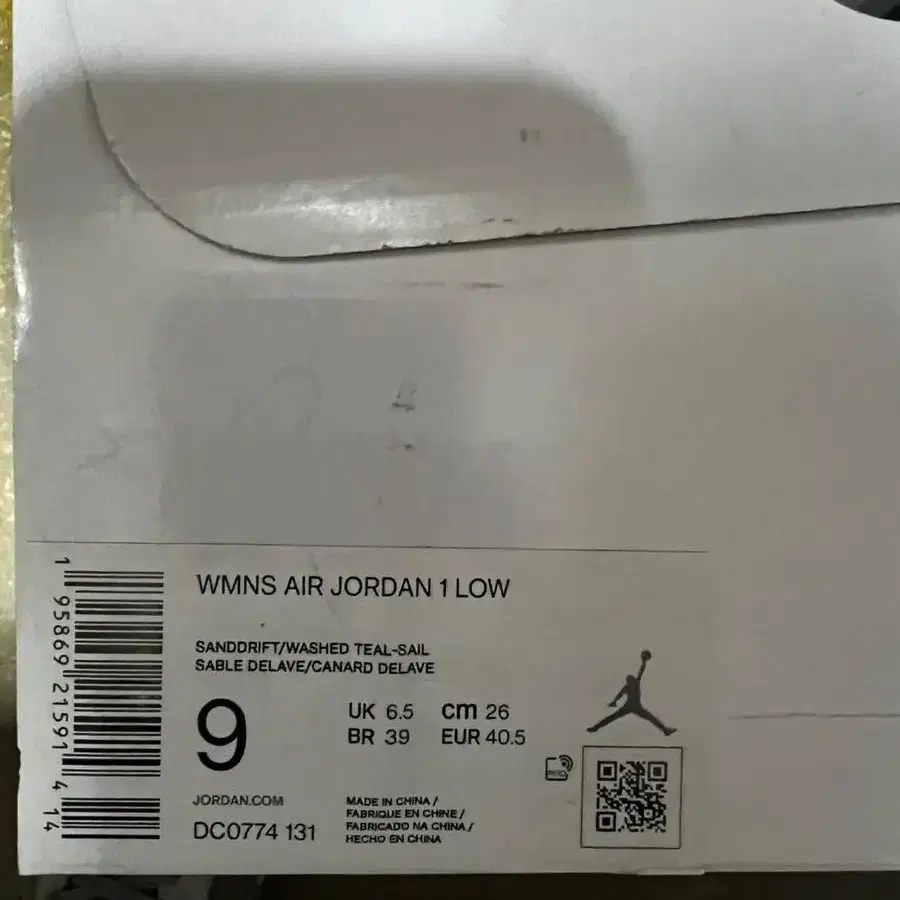 WMNS AIR JORDAN 1 LOW
SANDDRIFT/WASHED TEAL-SAIL
SABLE DELAVE/CANARD DELAVE
9
UK 6.5 cm 26
BR 39 EUR 40.5
JORDAN.COM
DC0774 131
MADE IN CHINA /
FABRIQUE EN CHINE /
FABRICADO NA CHINA /
HECHO EN CHINA
1 95869 21591 4 14